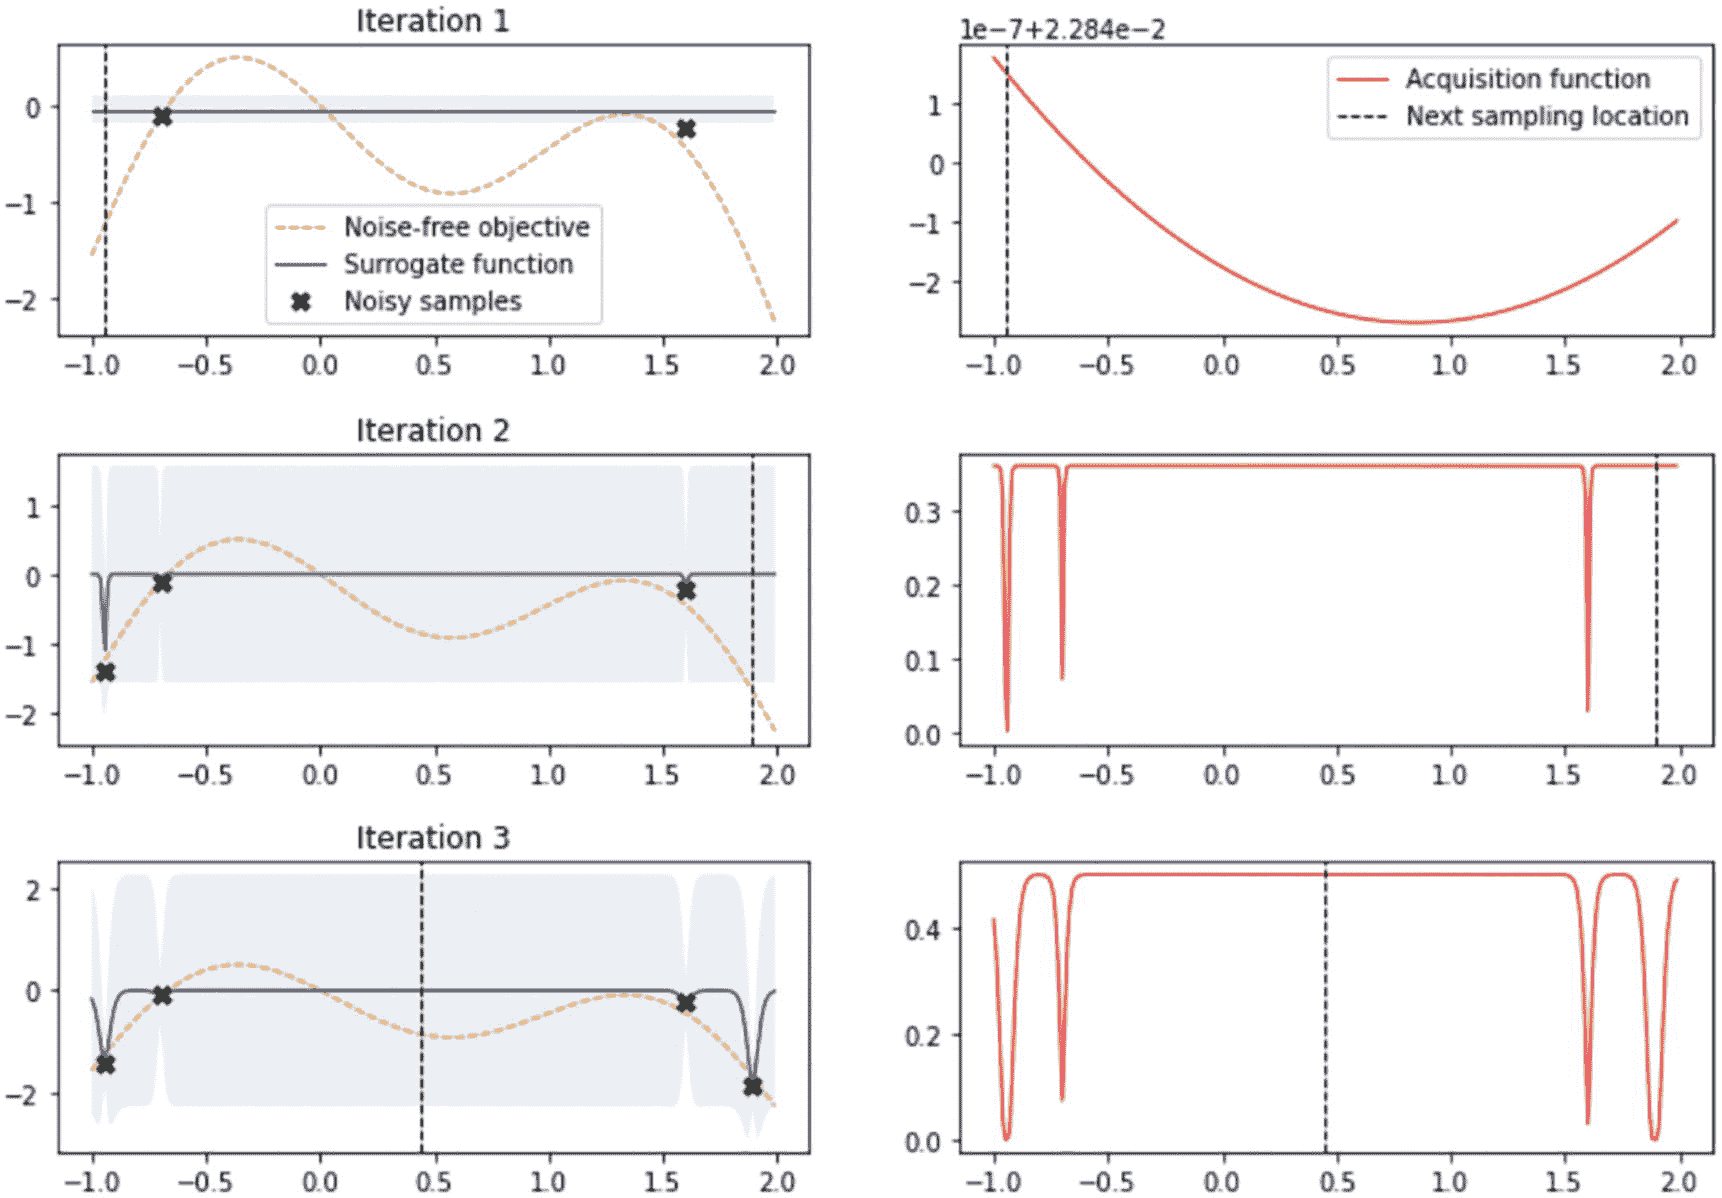 Iteration 1
0
−1
−2
Noise-free objective
Surrogate function
Noisy samples
−1.0 −0.5 0.0 0.5 1.0 1.5 2.0
1e−7+2.284e−2
1
0
−1
−2
Acquisition function
Next sampling location
−1.0 −0.5 0.0 0.5 1.0 1.5 2.0
Iteration 2
1
0
−1
−2
−1.0 −0.5 0.0 0.5 1.0 1.5 2.0
0.3
0.2
0.1
0.0
−1.0 −0.5 0.0 0.5 1.0 1.5 2.0
Iteration 3
2
0
−2
−1.0 −0.5 0.0 0.5 1.0 1.5 2.0
0.4
0.2
0.0
−1.0 −0.5 0.0 0.5 1.0 1.5 2.0